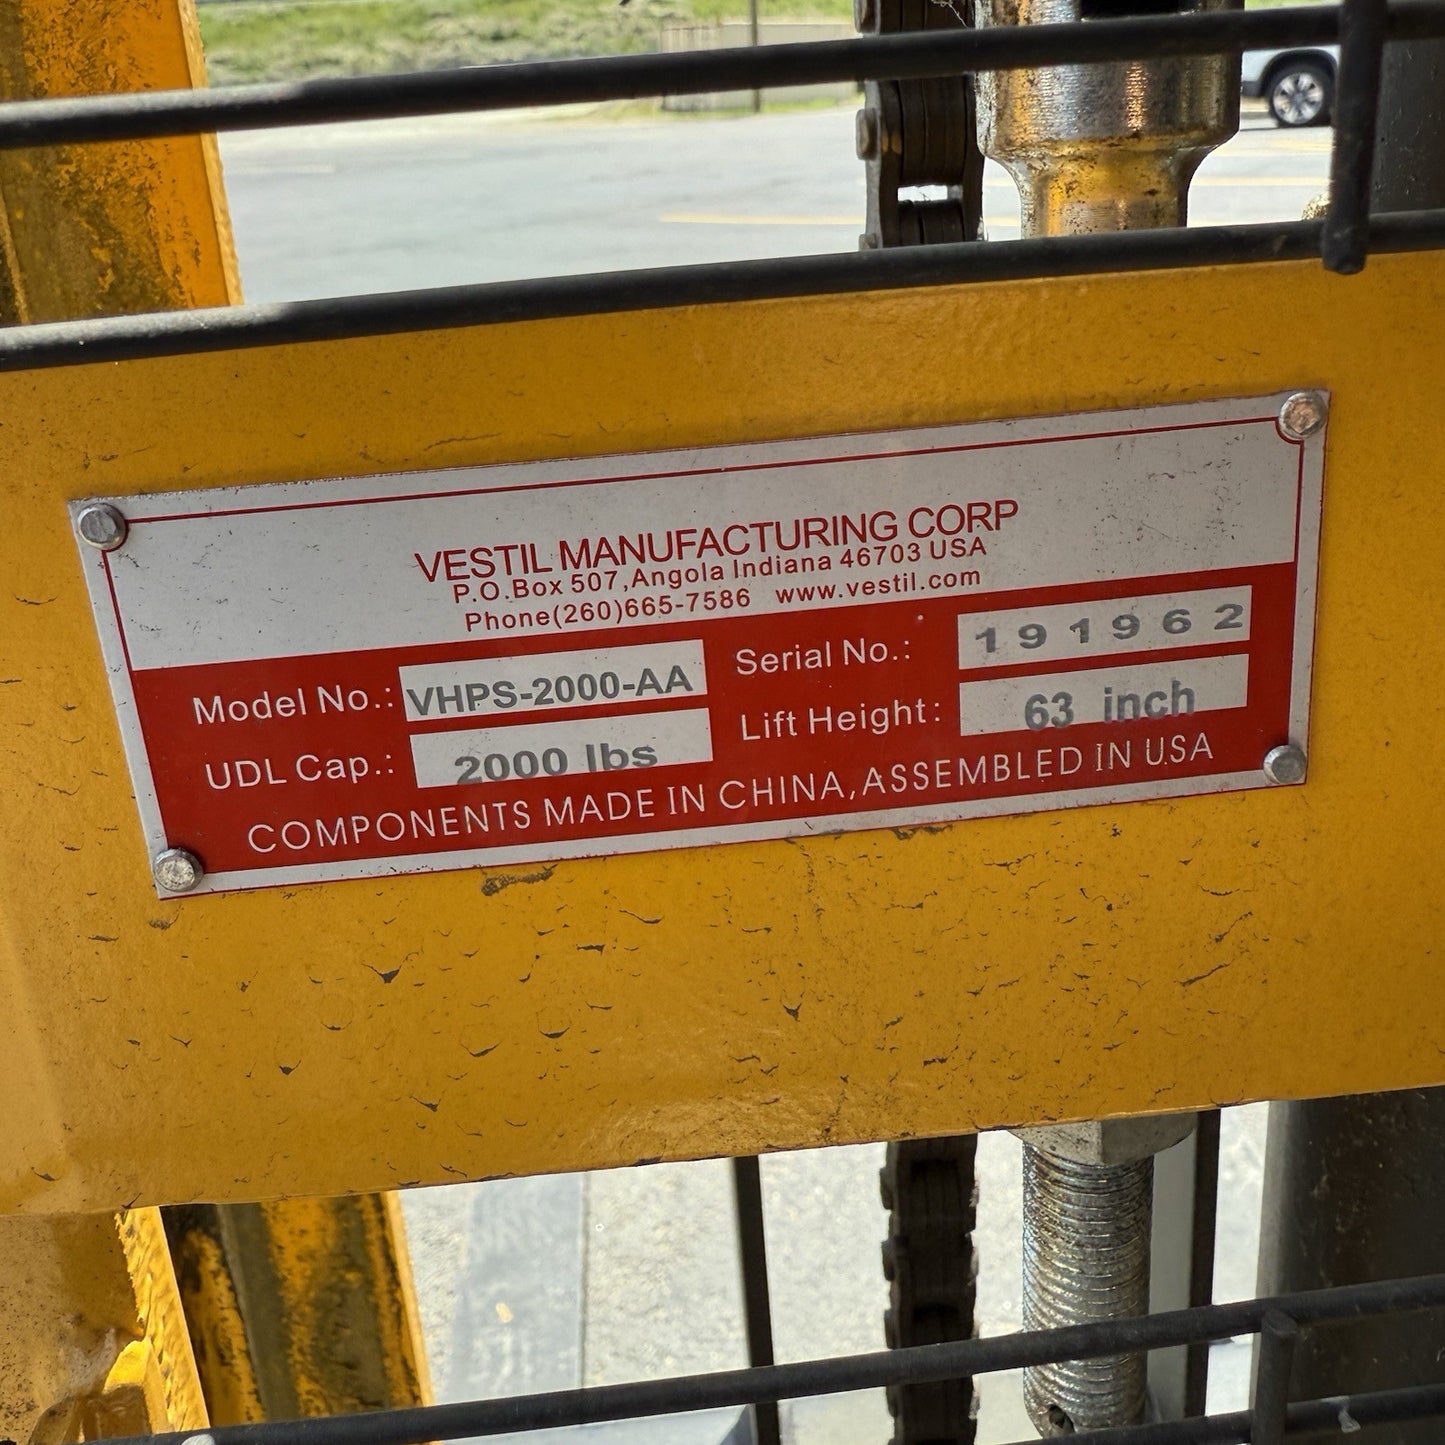 VESTIL MANUFACTURING CORP
P.O.Box 507,Angola Indiana 46703 USA
Phone(260)665-7586 www.vestil.com
Model No.: VHPS-2000-AA Serial No.: 191962
UDL Cap.: 2000 lbs Lift Height: 63 inch
COMPONENTS MADE IN CHINA,ASSEMBLED IN USA